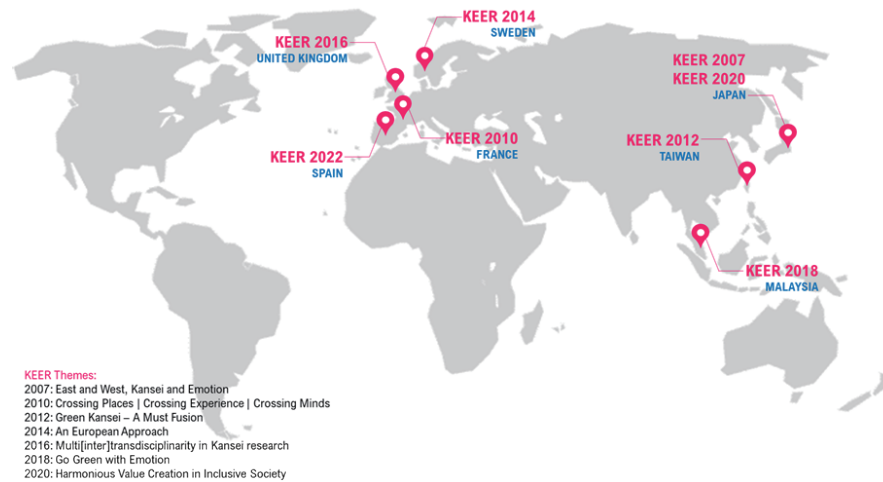 KEER 2014
SWEDEN
KEER 2016
UNITED KINGDOM
KEER 2007
KEER 2020
JAPAN
KEER 2010
FRANCE
KEER 2012
TAIWAN
KEER 2022
SPAIN
KEER 2018
MALAYSIA
KEER Themes:
2007: East and West, Kansei and Emotion
2010: Crossing Places | Crossing Experience | Crossing Minds
2012: Green Kansei – A Must Fusion
2014: An European Approach
2016: Multi[inter]transdisciplinarity in Kansei research
2018: Go Green with Emotion
2020: Harmonious Value Creation in Inclusive Society